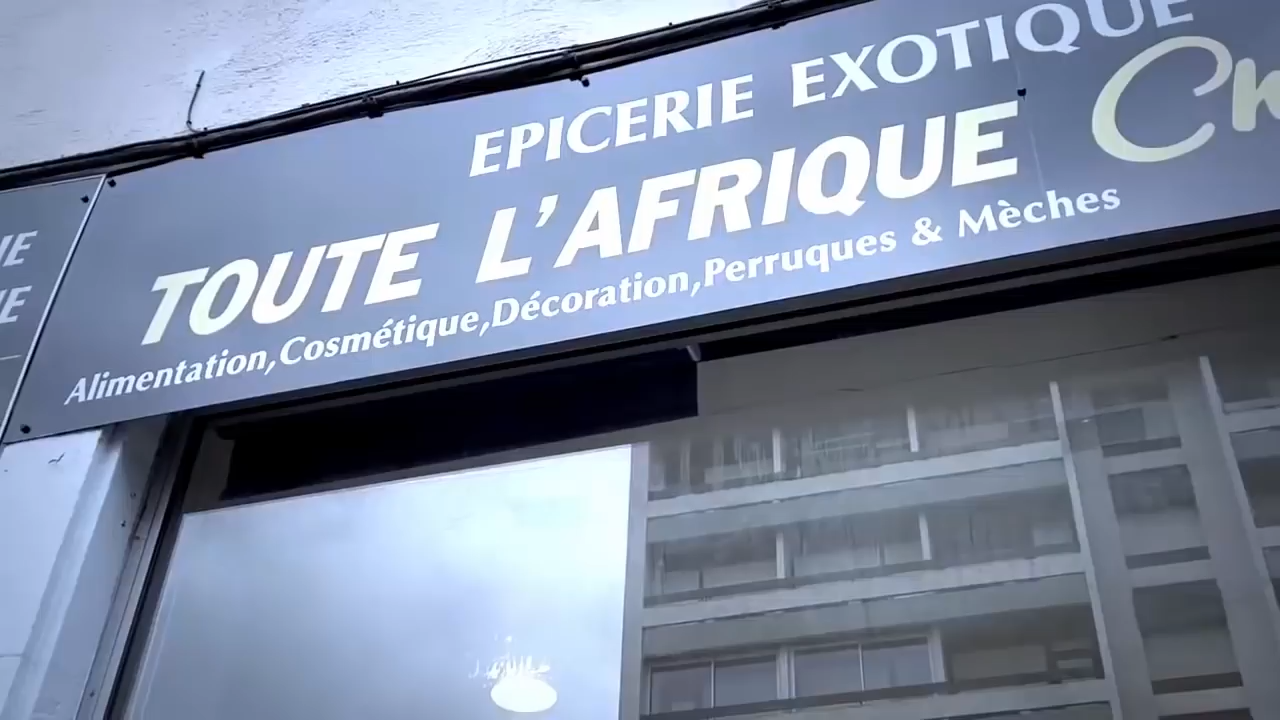 EPICERIE EXOTIQUE
TOUTE L'AFRIQUE
Alimentation,Cosmétique,Décoration,Perruques & Mèches